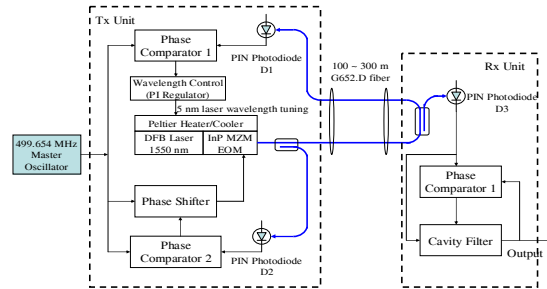 Tx Unit
Phase
Comparator 1
PIN Photodiode
D1
Wavelength Control
(PI Regulator)
5 nm laser wavelength tuning
Peltier Heater/Cooler
DFB Laser
1550 nm
InP MZM
EOM
499.654 MHz
Master
Oscillator
Phase Shifter
Phase
Comparator 2
PIN Photodiode
D2
100 ~ 300 m
G652.D fiber
Rx Unit
PIN Photodiode
D3
Phase
Comparator 1
Cavity Filter
Output